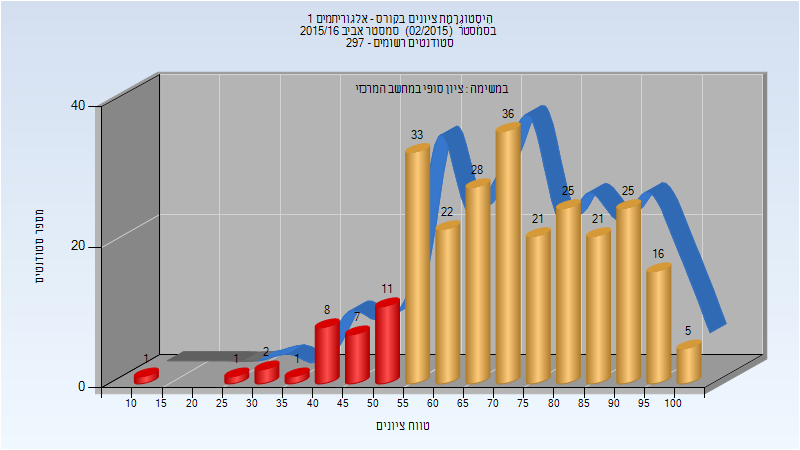 היסטוגרמת ציונים בקורס - אלגוריתמים 1
בסמסטר (02/2015) סמסטר אביב 2015/16
סטודנטים רשומים - 297
במשימה : ציון סופי במחשב המרכזי
מספר סטודנטים
40
20
0
1
1
2
1
8
7
11
33
22
28
36
21
25
21
25
16
5
10 15 20 25 30 35 40 45 50 55 60 65 70 75 80 85 90 95 100
טווח ציונים